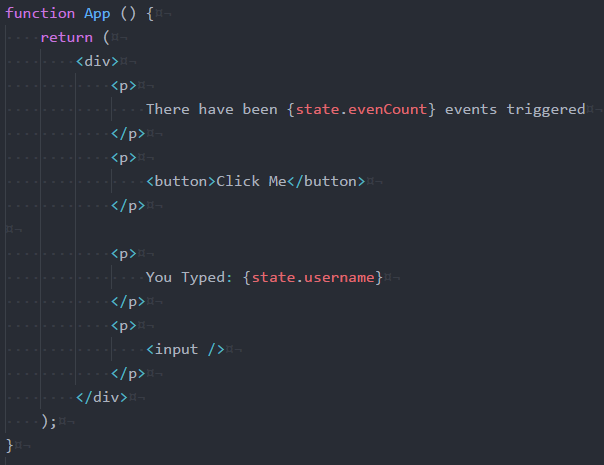 function App () {
    return (
        <div>
            <p>
                There have been {state.evenCount} events triggered
            </p>
            <p>
                <button>Click Me</button>
            </p>

            <p>
                You Typed: {state.username}
            </p>
            <p>
                <input />
            </p>
        </div>
    );
}